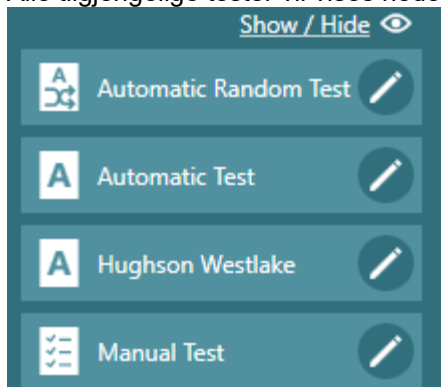 Show / Hide
Automatic Random Test
Automatic Test
Hughson Westlake
Manual Test